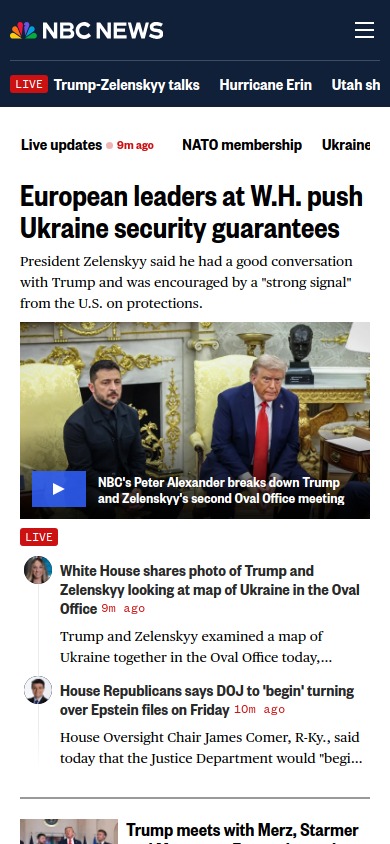 NBC NEWS
LIVE Trump-Zelenskyy talks Hurricane Erin Utah sh
Live updates 9m ago NATO membership Ukraine
European leaders at W.H. push
Ukraine security guarantees
President Zelenskyy said he had a good conversation
with Trump and was encouraged by a "strong signal"
from the U.S. on protections.
NBC's Peter Alexander breaks down Trump
and Zelenskyy's second Oval Office meeting
LIVE
White House shares photo of Trump and
Zelenskyy looking at map of Ukraine in the Oval
Office 9m ago
Trump and Zelenskyy examined a map of
Ukraine together in the Oval Office today,...
House Republicans says DOJ to 'begin' turning
over Epstein files on Friday 10m ago
House Oversight Chair James Comer, R-Ky., said
today that the Justice Department would "begi...
Trump meets with Merz, Starmer